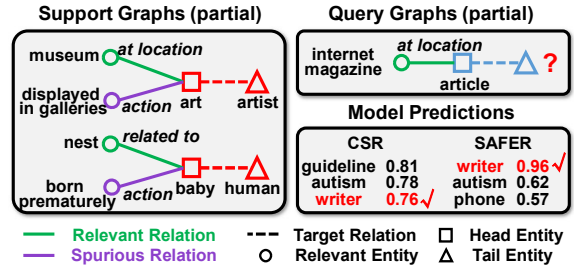 Support Graphs (partial)
museum
at location
displayed
in galleries
action
art
artist
nest
related to
born
prematurely
action
baby
human
Query Graphs (partial)
internet
magazine
at location
article
?
Model Predictions
CSR
guideline 0.81
autism 0.78
writer 0.76 ✓
SAFER
writer 0.96 ✓
autism 0.62
phone 0.57
Relevant Relation
Target Relation
Head Entity
Spurious Relation
Relevant Entity
Tail Entity